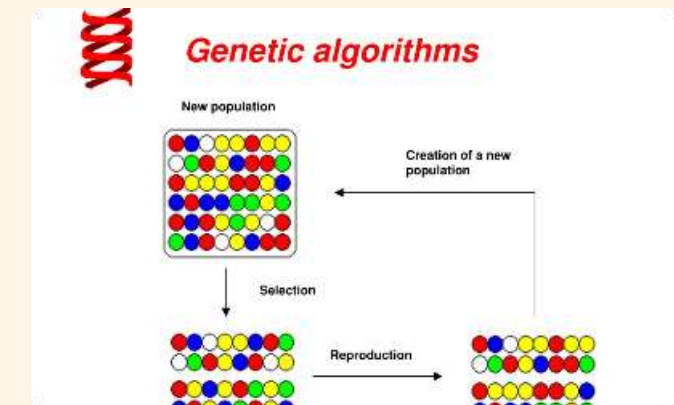 Genetic algorithms
New population
Creation of a new
population
Selection
Reproduction